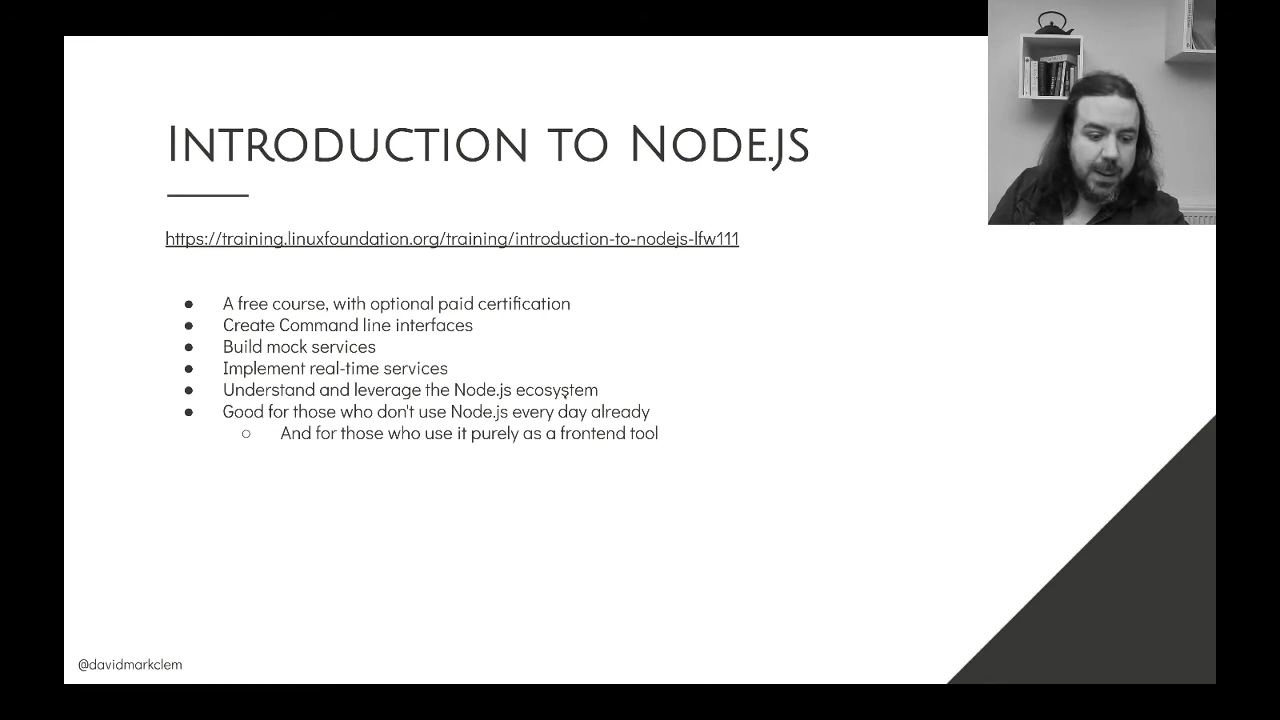 INTRODUCTION TO NODE.JS
https://training.linuxfoundation.org/training/introduction-to-nodejs-lfw111
● A free course, with optional paid certification
● Create Command line interfaces
● Build mock services
● Implement real-time services
● Understand and leverage the Node.js ecosystem
● Good for those who don't use Node.js every day already
○ And for those who use it purely as a frontend tool
@davidmarkclem